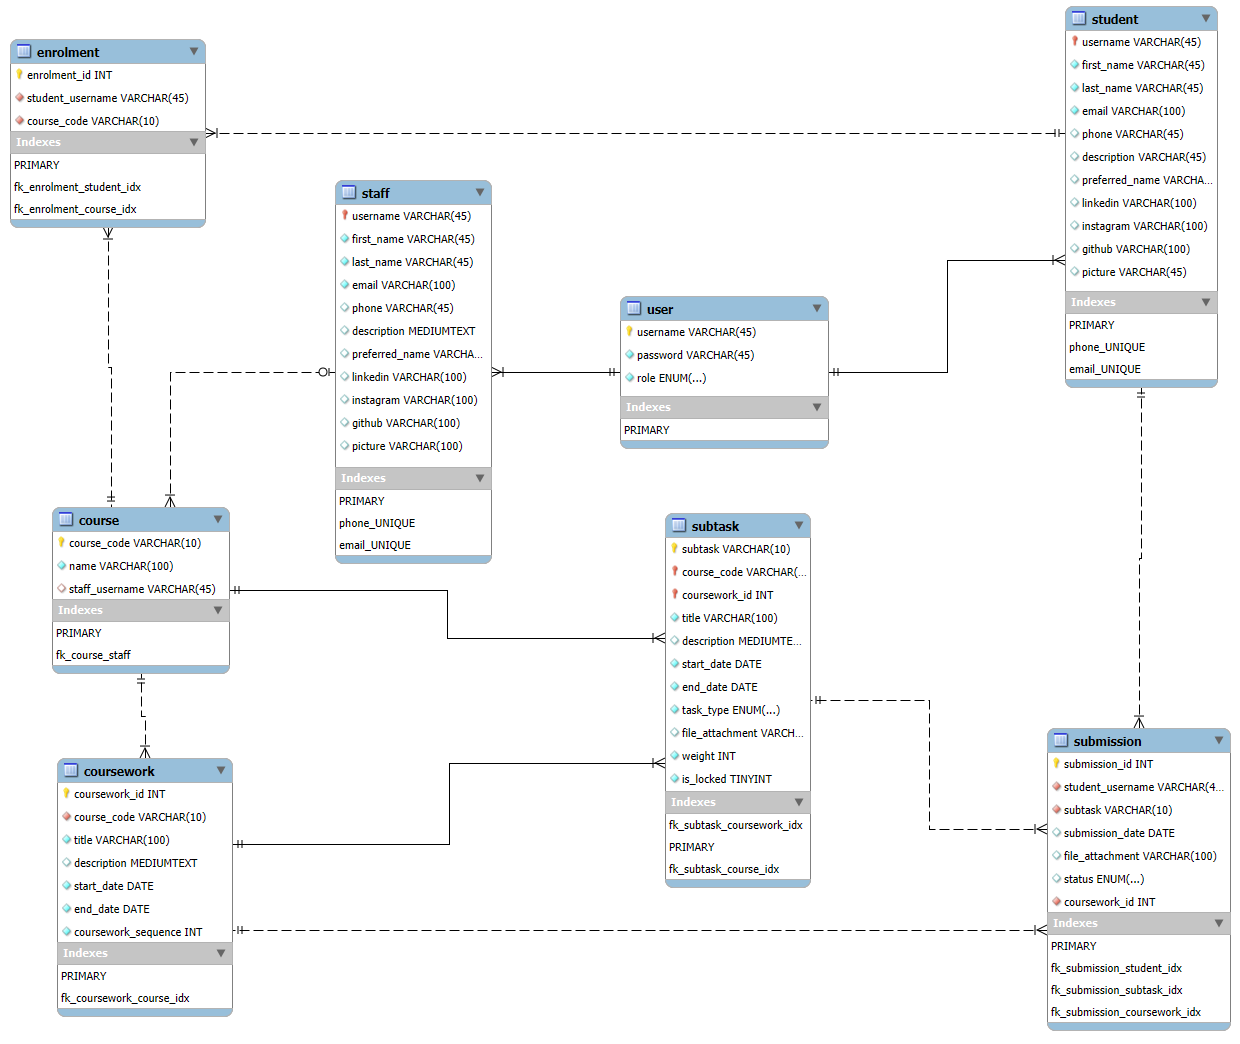 enrolment
enrolment_id INT
student_username VARCHAR(45)
course_code VARCHAR(10)
Indexes
PRIMARY
fk_enrolment_student_idx
fk_enrolment_course_idx
student
username VARCHAR(45)
first_name VARCHAR(45)
last_name VARCHAR(45)
email VARCHAR(100)
phone VARCHAR(45)
description VARCHAR(45)
preferred_name VARCHA...
linkedin VARCHAR(100)
instagram VARCHAR(100)
github VARCHAR(100)
picture VARCHAR(45)
Indexes
PRIMARY
phone_UNIQUE
email_UNIQUE
staff
username VARCHAR(45)
first_name VARCHAR(45)
last_name VARCHAR(45)
email VARCHAR(100)
phone VARCHAR(45)
description MEDIUMTEXT
preferred_name VARCHA...
linkedin VARCHAR(100)
instagram VARCHAR(100)
github VARCHAR(100)
picture VARCHAR(100)
Indexes
PRIMARY
phone_UNIQUE
email_UNIQUE
user
username VARCHAR(45)
password VARCHAR(45)
role ENUM(...)
Indexes
PRIMARY
course
course_code VARCHAR(10)
name VARCHAR(100)
staff_username VARCHAR(45)
Indexes
PRIMARY
fk_course_staff
subtask
subtask VARCHAR(10)
course_code VARCHAR(...
coursework_id INT
title VARCHAR(100)
description MEDIUMTE...
start_date DATE
end_date DATE
task_type ENUM(...)
file_attachment VARCH...
weight INT
is_locked TINYINT
Indexes
fk_subtask_coursework_idx
PRIMARY
fk_subtask_course_idx
coursework
coursework_id INT
course_code VARCHAR(10)
title VARCHAR(100)
description MEDIUMTEXT
start_date DATE
end_date DATE
coursework_sequence INT
Indexes
PRIMARY
fk_coursework_course_idx
submission
submission_id INT
student_username VARCHAR(4...
subtask VARCHAR(10)
submission_date DATE
file_attachment VARCHAR(100)
status ENUM(...)
coursework_id INT
Indexes
PRIMARY
fk_submission_student_idx
fk_submission_subtask_idx
fk_submission_coursework_idx